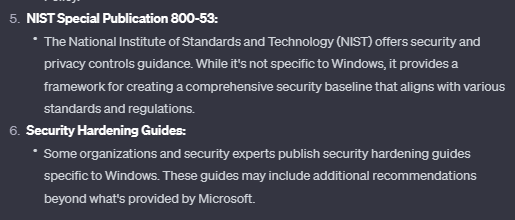 5. NIST Special Publication 800-53:
• The National Institute of Standards and Technology (NIST) offers security and
privacy controls guidance. While it's not specific to Windows, it provides a
framework for creating a comprehensive security baseline that aligns with various
standards and regulations.
6. Security Hardening Guides:
• Some organizations and security experts publish security hardening guides
specific to Windows. These guides may include additional recommendations
beyond what's provided by Microsoft.